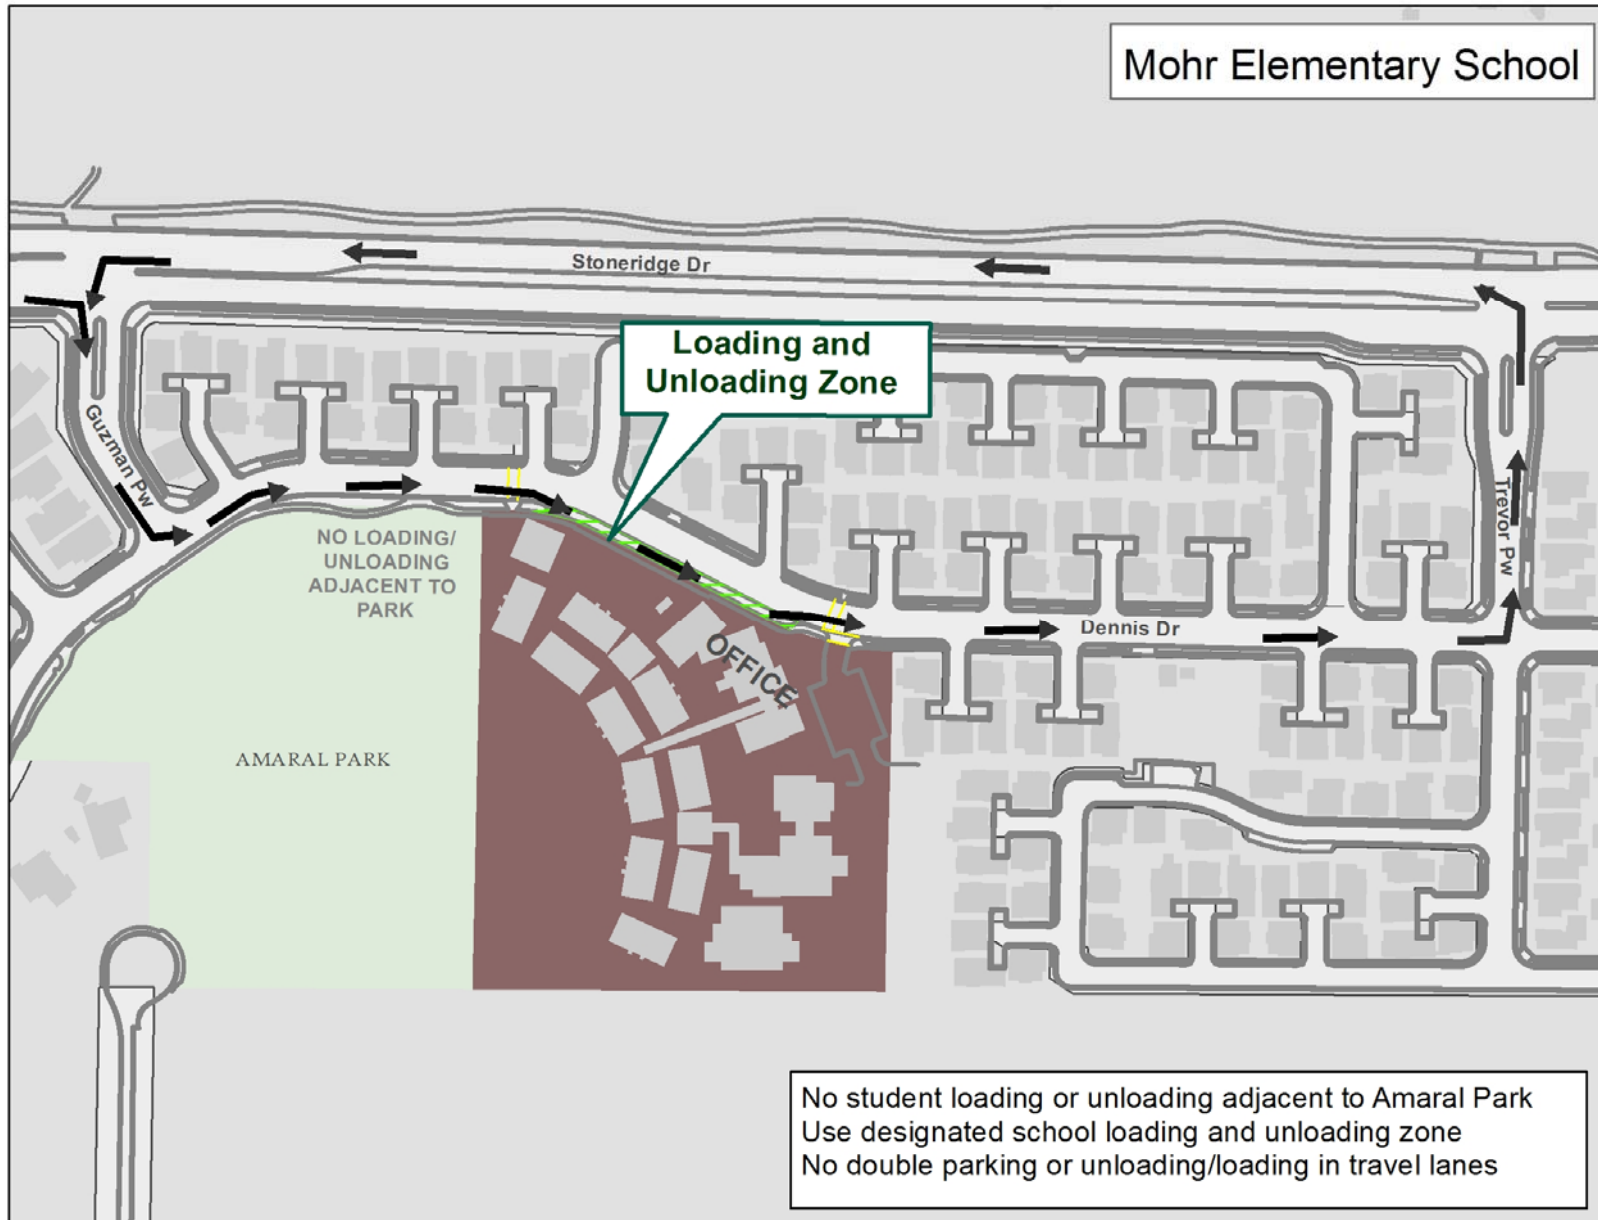 Mohr Elementary School
Stoneridge Dr
Loading and
Unloading Zone
Guzman Pw
Trevor Pw
NO LOADING/
UNLOADING
ADJACENT TO
PARK
Dennis Dr
OFFICE
AMARAL PARK
No student loading or unloading adjacent to Amaral Park
Use designated school loading and unloading zone
No double parking or unloading/loading in travel lanes